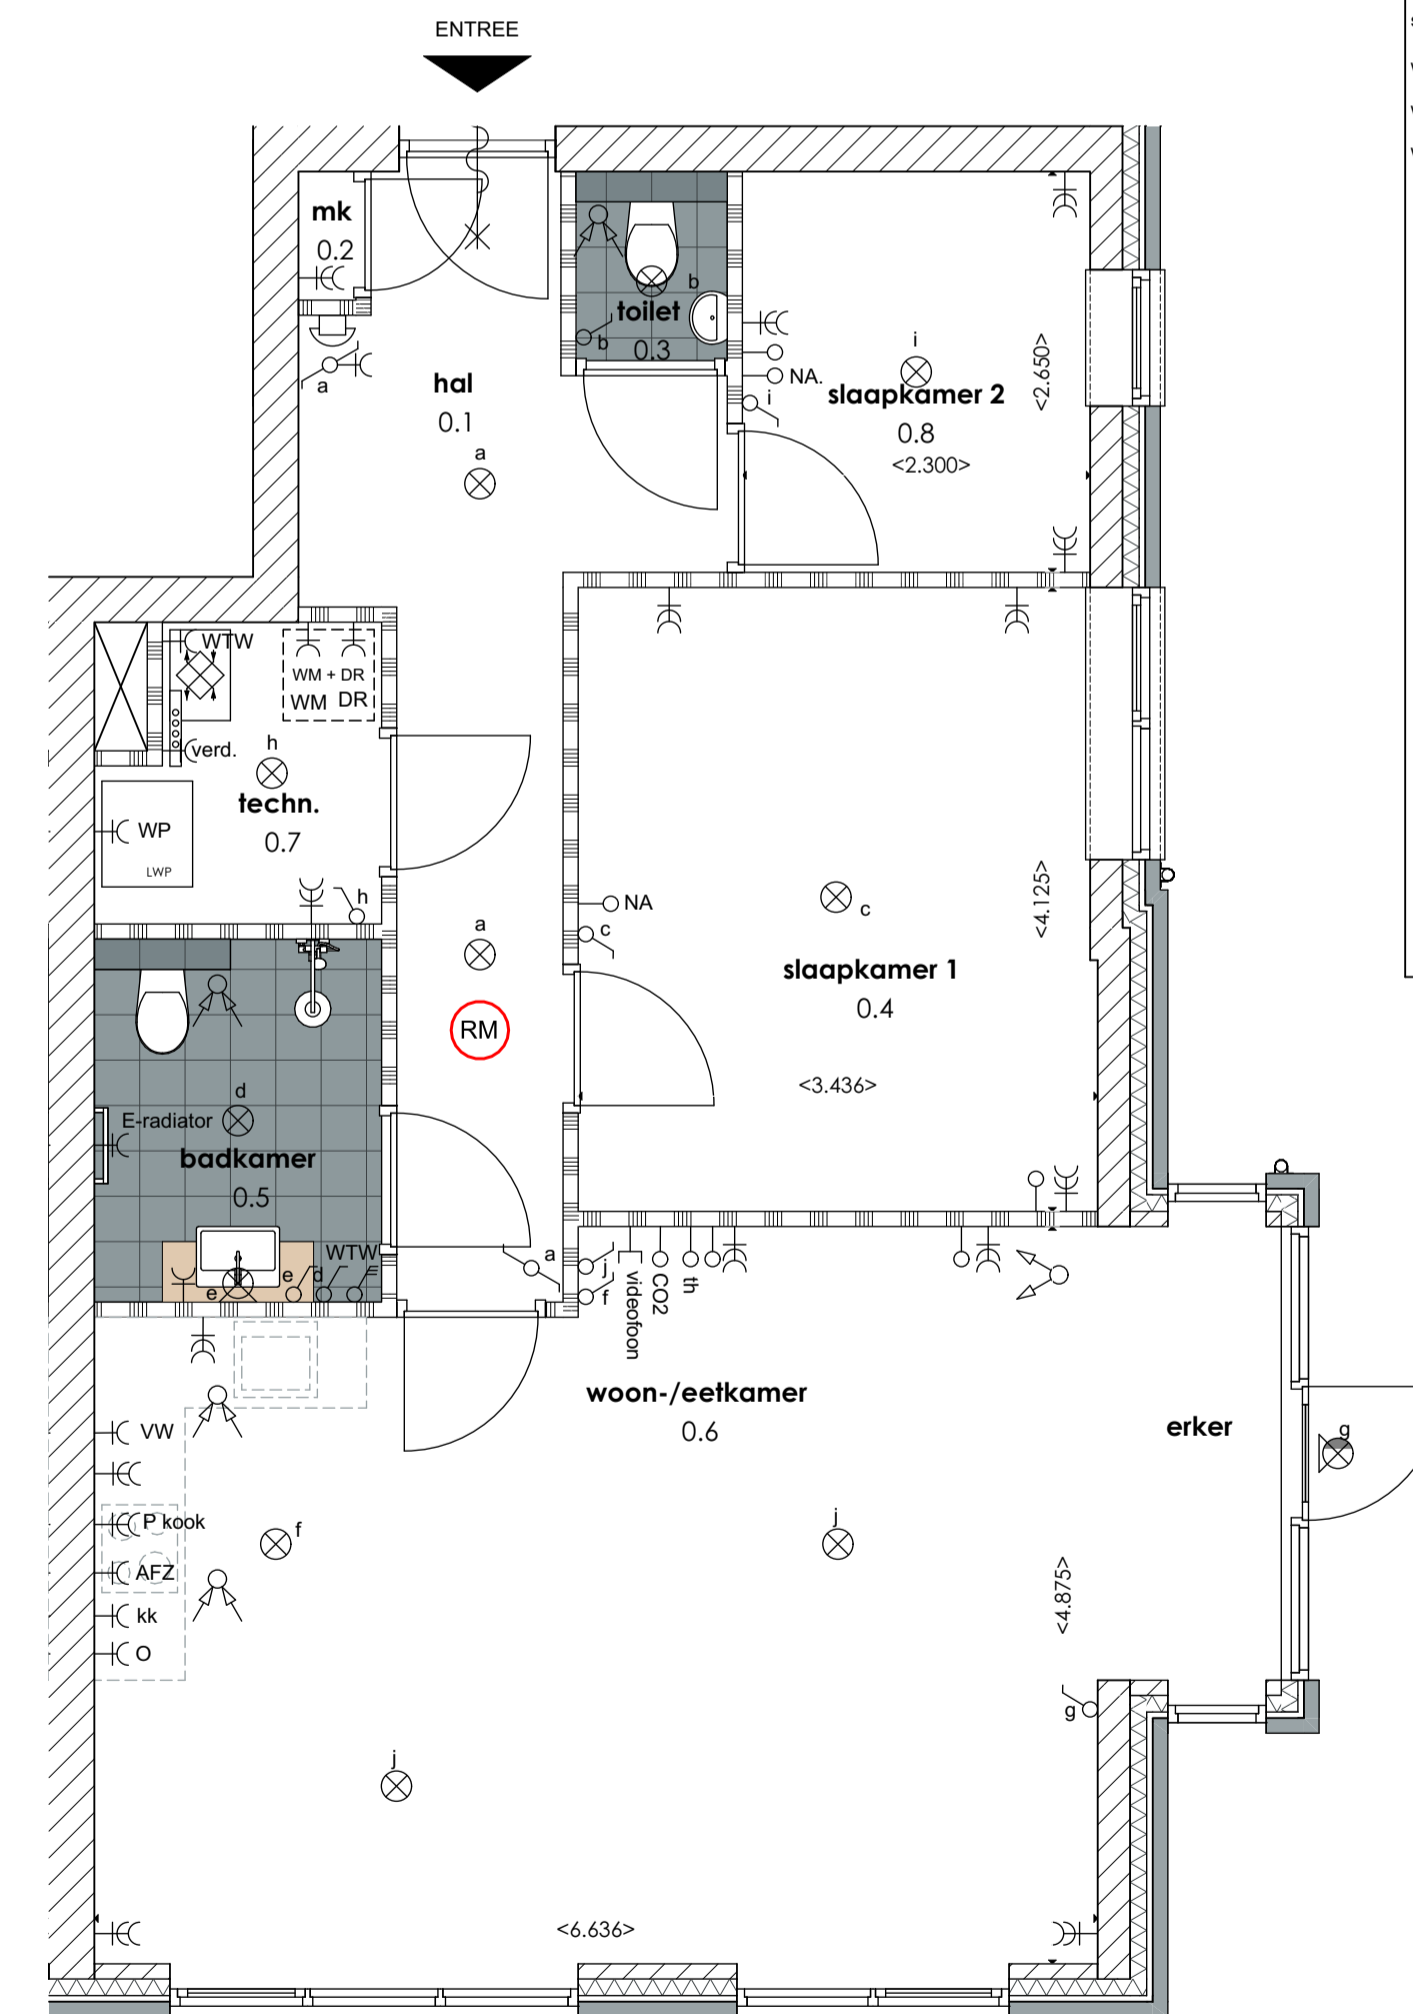 ENTREE
mk
0.2
b
toilet
b
0.3
i
NA.
slaapkamer 2
i
0.8
<2.300>
<2.650>
a
hal
0.1
a
WTW
WM + DR
WM DR
verd.
h
techn.
0.7
WP
LWP
h
NA
c
c
slaapkamer 1
0.4
<4.125>
<3.436>
a
RM
d
E-radiator
badkamer
0.5
WTW
e
d
e
a
j
f
videofoon
CO2
th
woon-/eetkamer
0.6
erker
g
VW
P kook
AFZ
kk
O
f
j
<4.875>
g
j
<6.636>